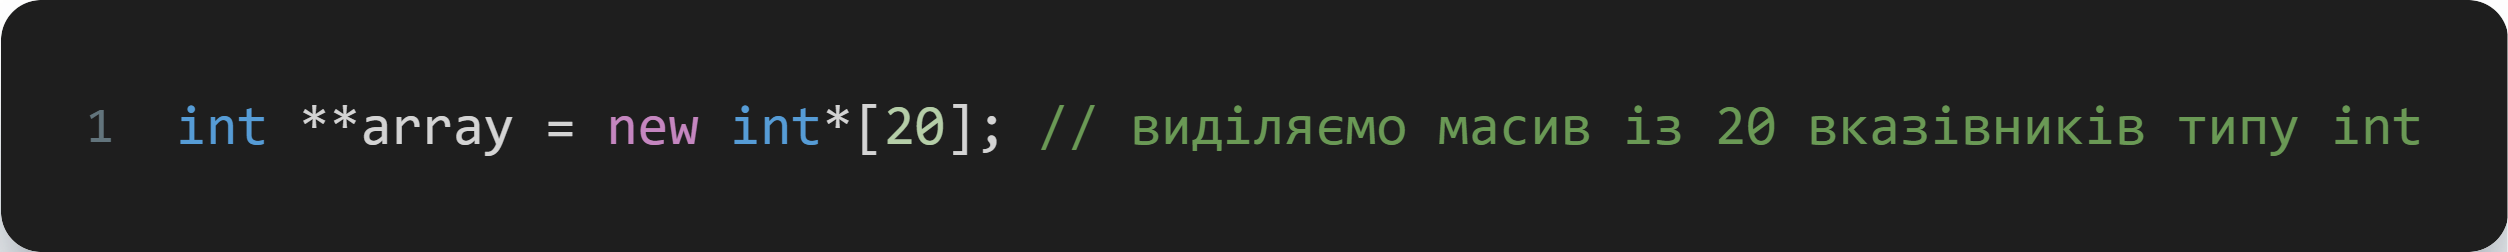 1 int **array = new int*[20]; // виділяємо масив із 20 вказівників типу int